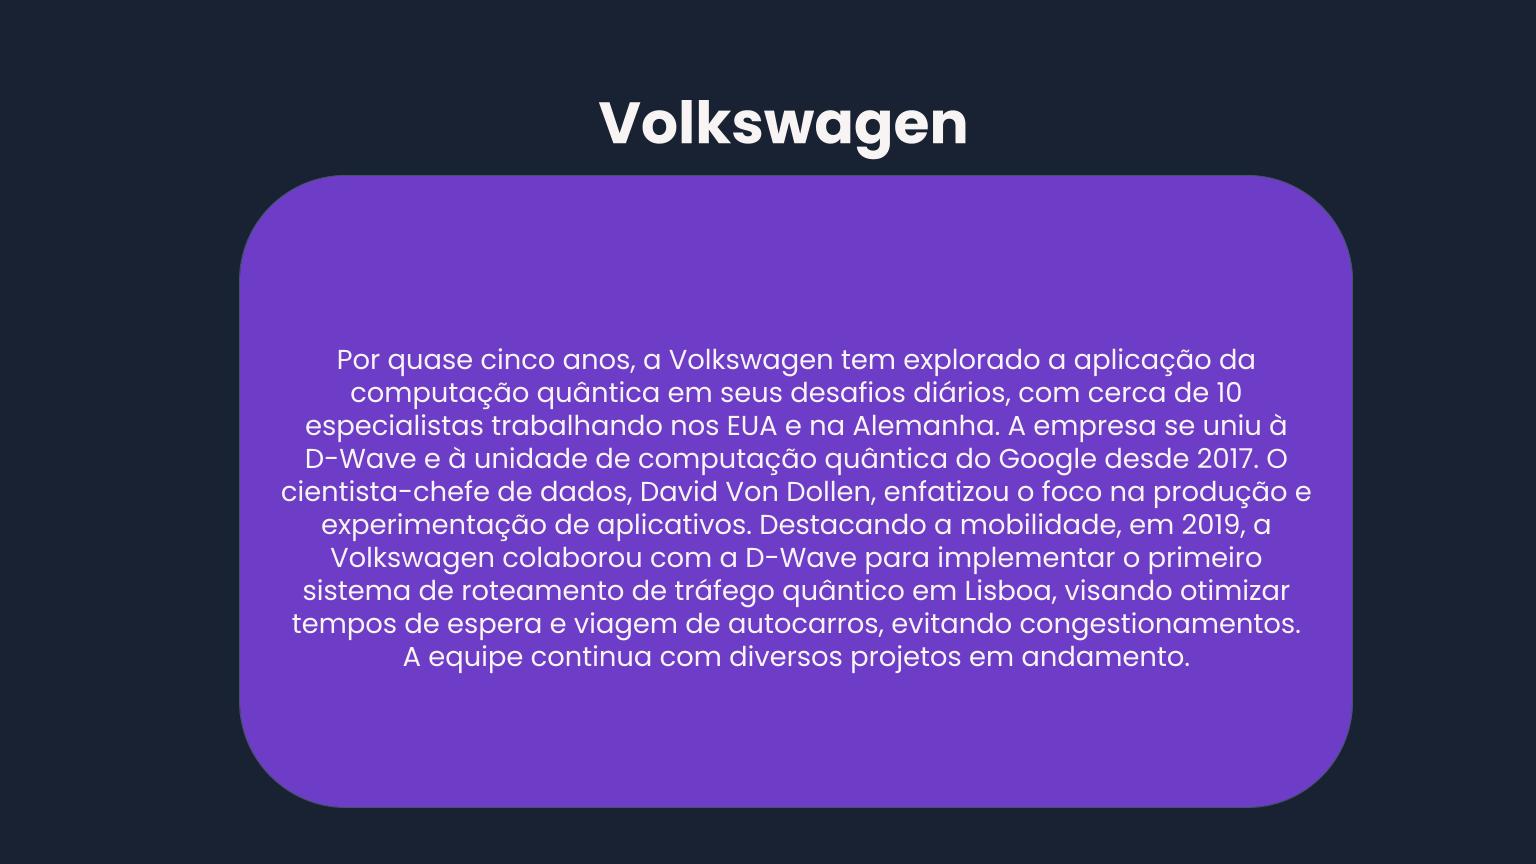 Volkswagen
Por quase cinco anos, a Volkswagen tem explorado a aplicação da
computação quântica em seus desafios diários, com cerca de 10
especialistas trabalhando nos EUA e na Alemanha. A empresa se uniu à
D-Wave e à unidade de computação quântica do Google desde 2017. O
cientista-chefe de dados, David Von Dollen, enfatizou o foco na produção e
experimentação de aplicativos. Destacando a mobilidade, em 2019, a
Volkswagen colaborou com a D-Wave para implementar o primeiro
sistema de roteamento de tráfego quântico em Lisboa, visando otimizar
tempos de espera e viagem de autocarros, evitando congestionamentos.
A equipe continua com diversos projetos em andamento.